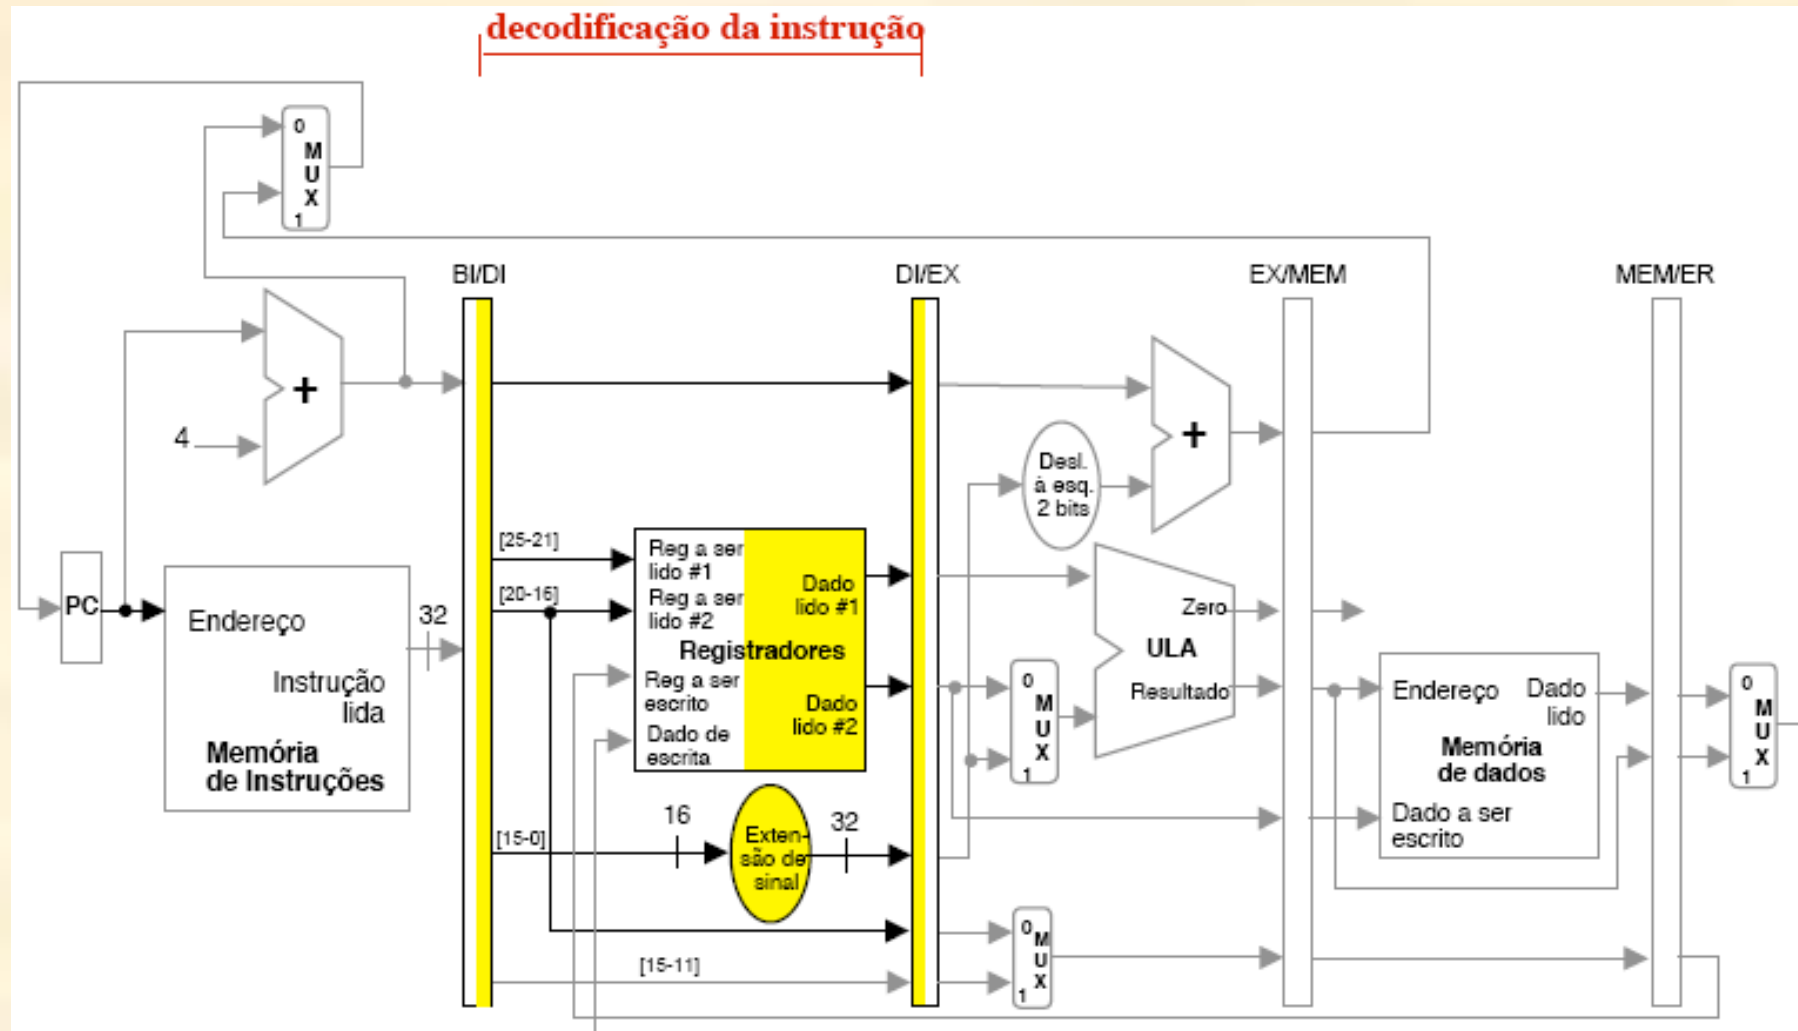 decodificação da instrução
0
M
U
X
1
BI/DI
DI/EX
EX/MEM
MEM/ER
+
4
+
Desl.
à esq.
2 bits
PC
Endereço
Instrução
lida
Memória
de Instruções
32
[25-21]
[20-16]
Reg a ser
lido #1
Reg a ser
lido #2
Dado
lido #1
Registradores
Reg a ser
escrito
Dado
lido #2
Dado de
escrita
[15-0]
16
Exten-
são de
sinal
32
[15-11]
0
M
U
X
1
Zero
ULA
Resultado
0
M
U
X
1
Endereço
Dado
lido
Memória
de dados
Dado a ser
escrito
0
M
U
X
1